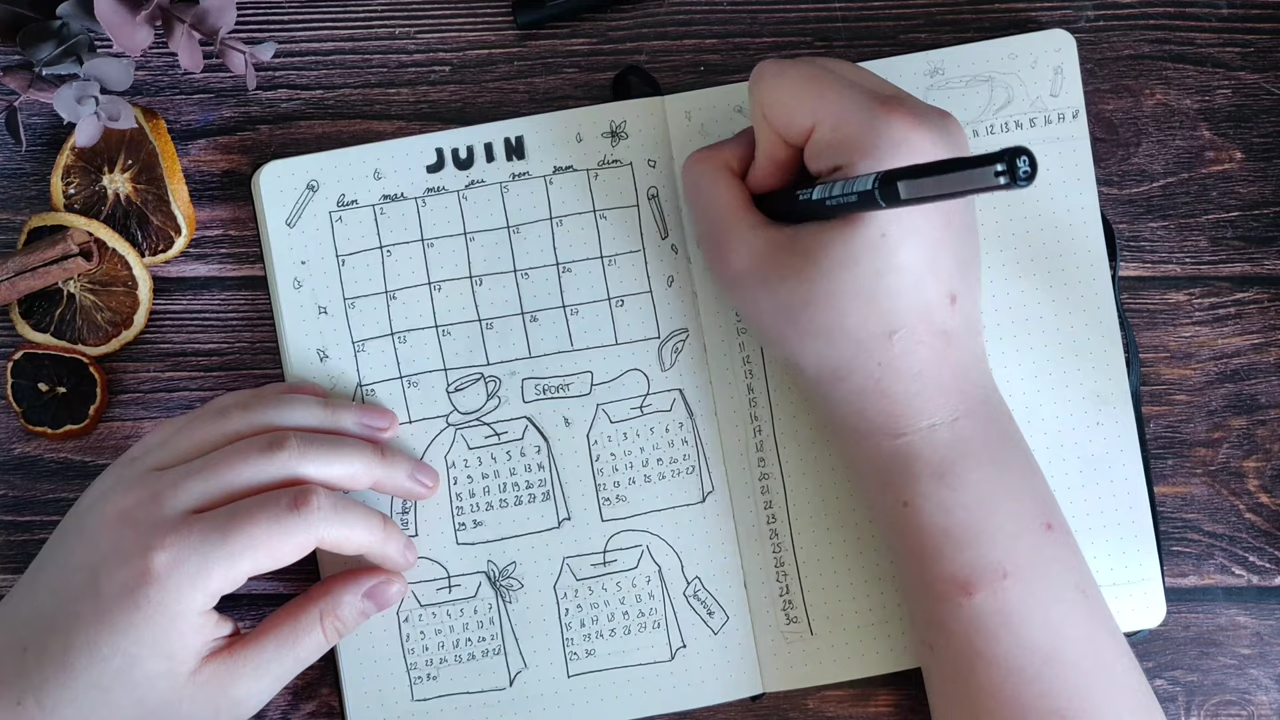 JUIN
lun mar mer jeu ven sam dim
1 2 3 4 5 6 7
8 9 10 11 12 13 14
15 16 17 18 19 20 21
22 23 24 25 26 27 28
29 30
SPORT
1 2 3 4 5 6 7
8 9 10 11 12 13 14
15 16 17 18 19 20 21
22 23 24 25 26 27 28
29 30
1 2 3 4 5 6 7
8 9 10 11 12 13 14
15 16 17 18 19 20 21
22 23 24 25 26 27 28
29 30
1 2 3 4 5 6 7
8 9 10 11 12 13 14
15 16 17 18 19 20 21
22 23 24 25 26 27 28
29 30
1 2 3 4 5 6 7
8 9 10 11 12 13 14
15 16 17 18 19 20 21
22 23 24 25 26 27 28
29 30
11 12 13 14 15 16 17 18
10
11
12
13
14
15
16
17
18
19
20
21
22
23
24
25
26
27
28
29
30
05